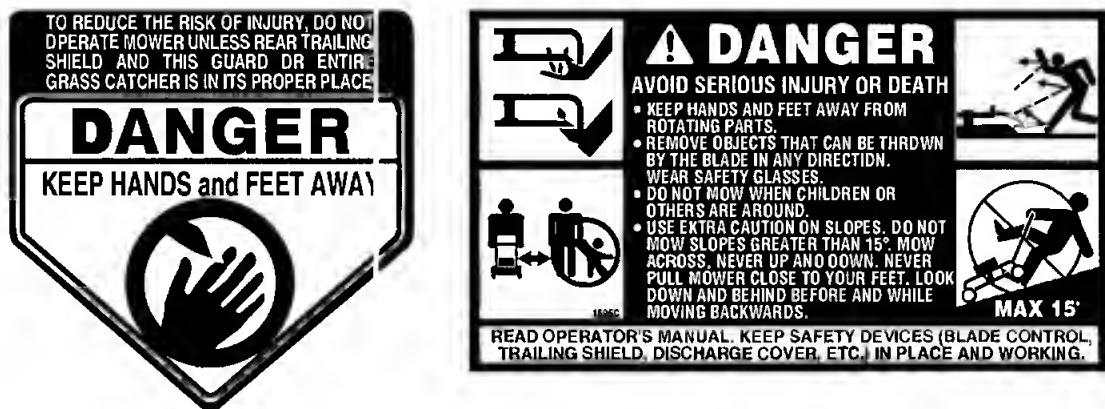 TO REDUCE THE RISK OF INJURY, DO NOT
OPERATE MOWER UNLESS REAR TRAILING
SHIELD AND THIS GUARD OR ENTIRE
GRASS CATCHER IS IN ITS PROPER PLACE
DANGER
KEEP HANDS and FEET AWAY
DANGER
AVOID SERIOUS INJURY OR DEATH
• KEEP HANDS AND FEET AWAY FROM
ROTATING PARTS.
• REMOVE OBJECTS THAT CAN BE THROWN
BY THE BLADE IN ANY DIRECTION.
WEAR SAFETY GLASSES.
• DO NOT MOW WHEN CHILDREN OR
OTHERS ARE AROUND.
• USE EXTRA CAUTION ON SLOPES. DO NOT
MOW SLOPES GREATER THAN 15°. MOW
ACROSS, NEVER UP AND DOWN. NEVER
PULL MOWER CLOSE TO YOUR FEET. LOOK
DOWN AND BEHIND BEFORE AND WHILE
MOVING BACKWARDS.
MAX 15°
READ OPERATOR'S MANUAL. KEEP SAFETY DEVICES (BLADE CONTROL,
TRAILING SHIELD, DISCHARGE COVER, ETC.) IN PLACE AND WORKING.